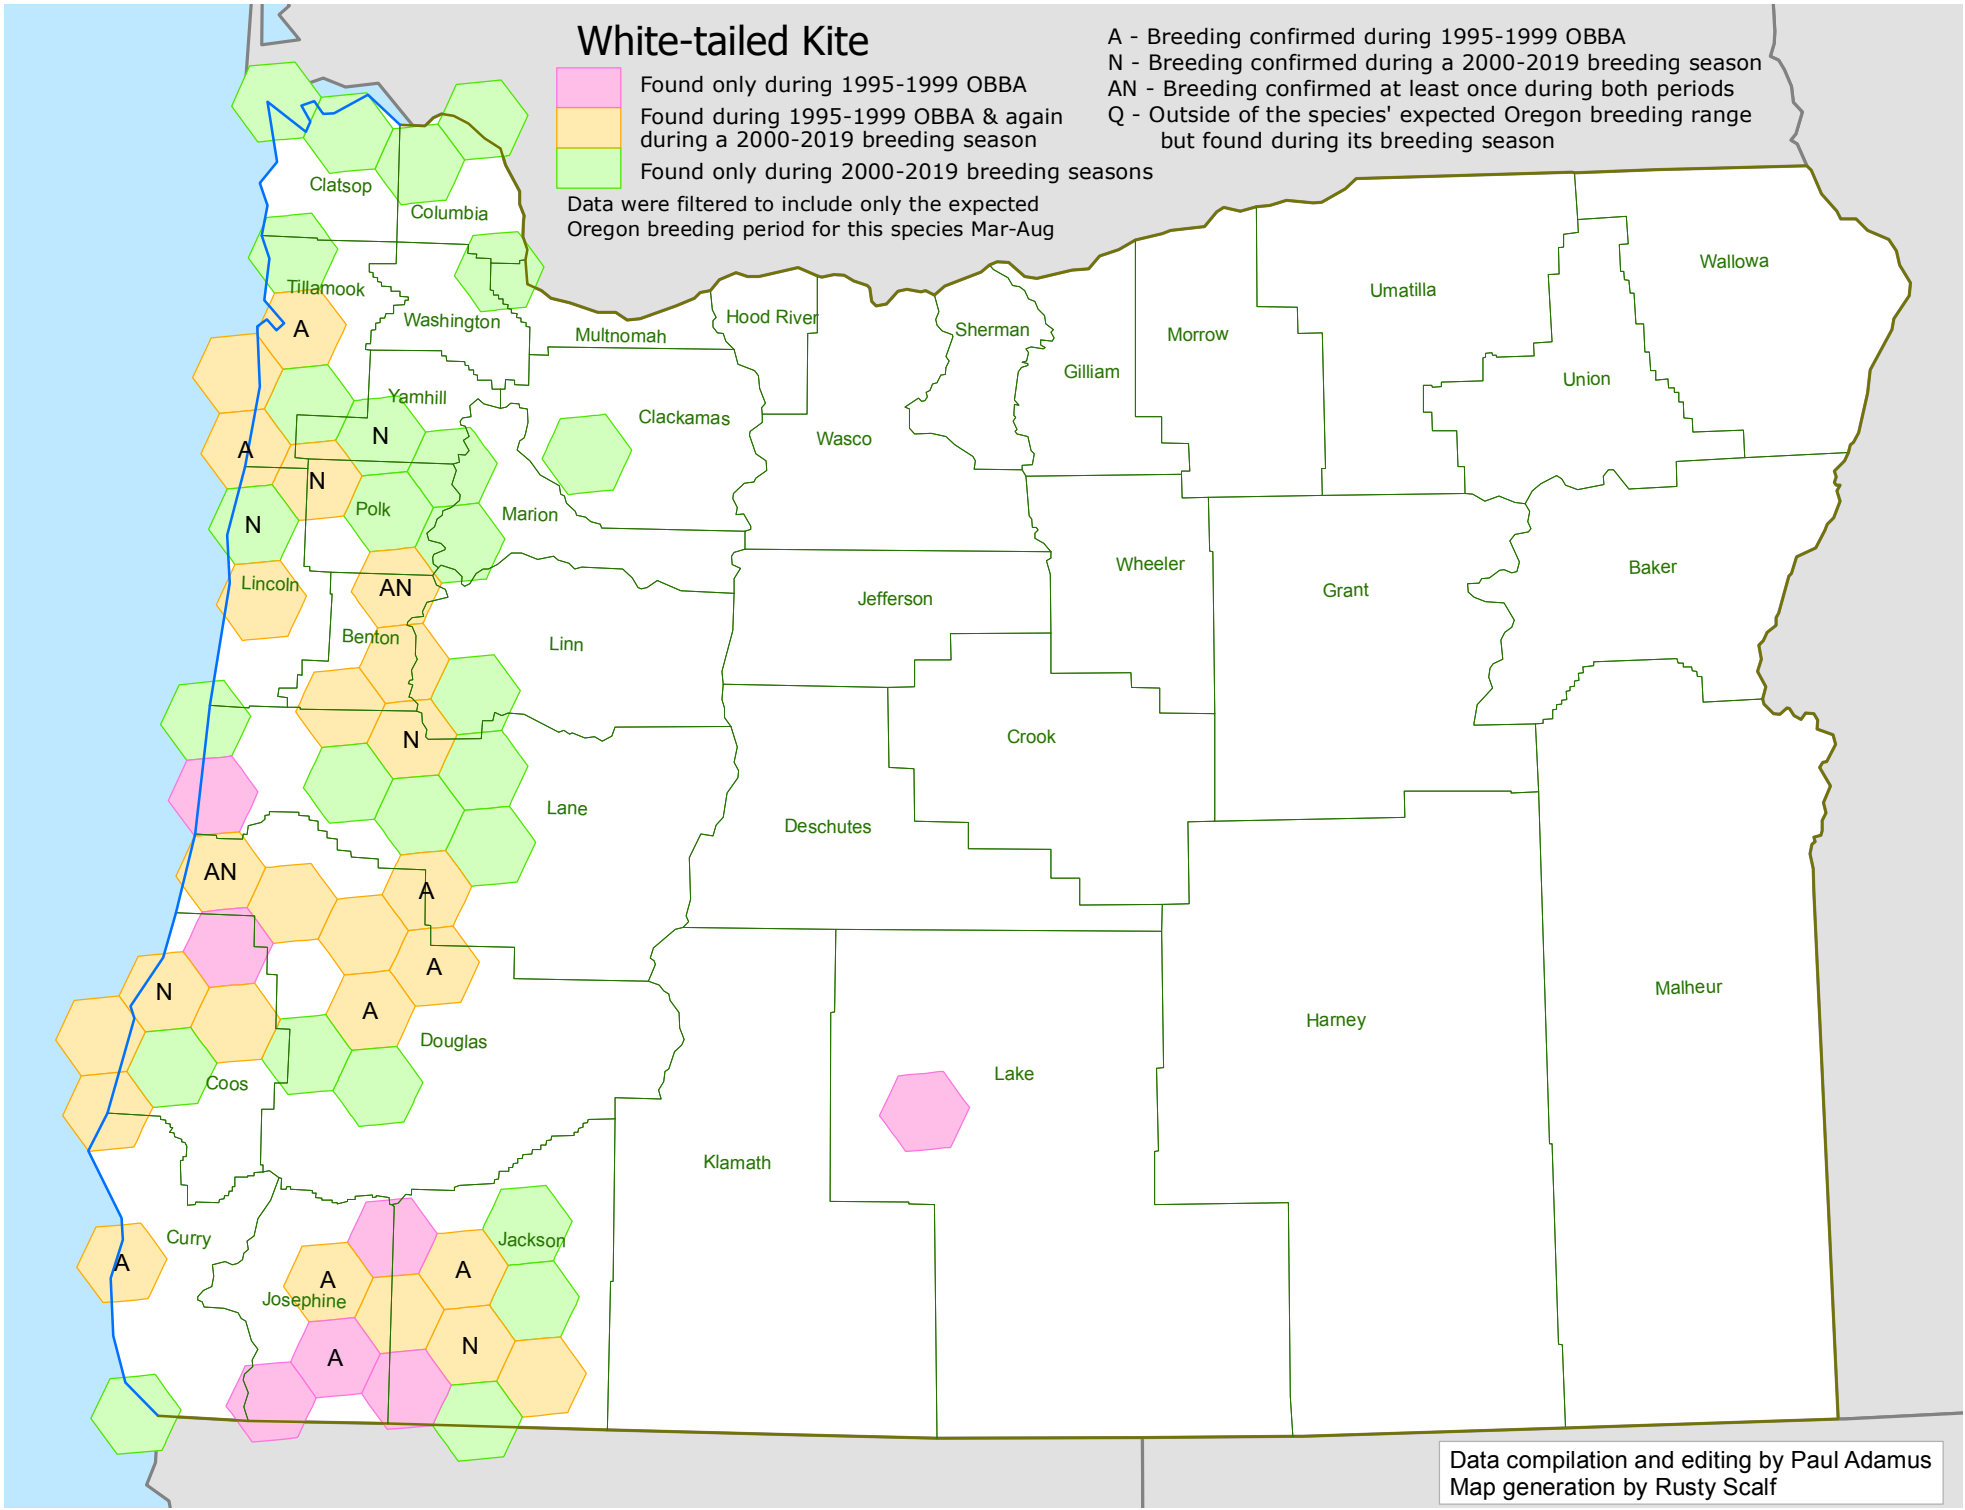 White-tailed Kite
Found only during 1995-1999 OBBA
Found during 1995-1999 OBBA & again
during a 2000-2019 breeding season
Found only during 2000-2019 breeding seasons
Data were filtered to include only the expected
Oregon breeding period for this species Mar-Aug
A - Breeding confirmed during 1995-1999 OBBA
N - Breeding confirmed during a 2000-2019 breeding season
AN - Breeding confirmed at least once during both periods
Q - Outside of the species' expected Oregon breeding range
but found during its breeding season
Clatsop
Columbia
Tillamook
Wallowa
Umatilla
Hood River
Washington
Multnomah
Sherman
Morrow
A
Gilliam
Union
Yamhill
Clackamas
Wasco
N
A
N
Polk
Marion
N
Wheeler
Baker
Lincoln
AN
Jefferson
Grant
Benton
Linn
N
Crook
Lane
Deschutes
AN
A
A
N
Malheur
A
Harney
Douglas
Lake
Coos
Klamath
Curry
Jackson
A
A
A
Josephine
N
A
Data compilation and editing by Paul Adamus
Map generation by Rusty Scalf